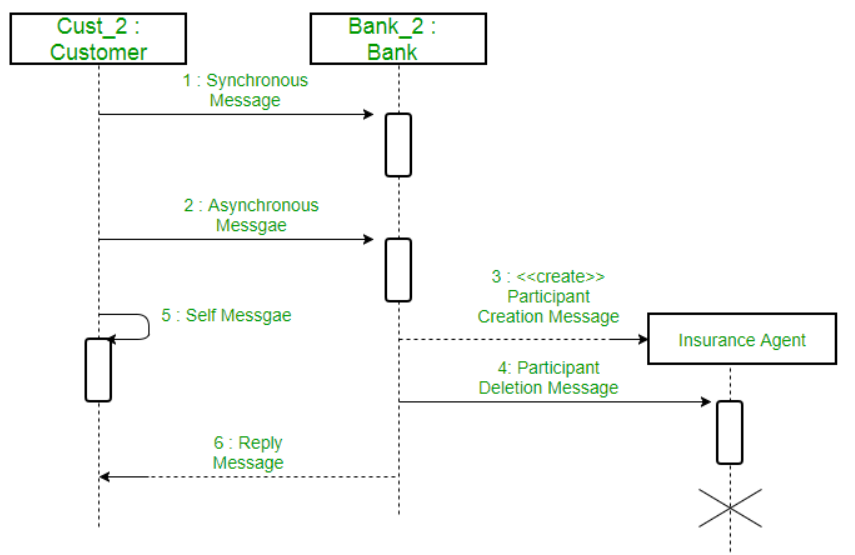 Cust_2 :
Customer
Bank_2 :
Bank
1 : Synchronous
Message
2 : Asynchronous
Messgae
3 : <<create>>
Participant
Creation Message
5 : Self Messgae
Insurance Agent
4: Participant
Deletion Message
6 : Reply
Message